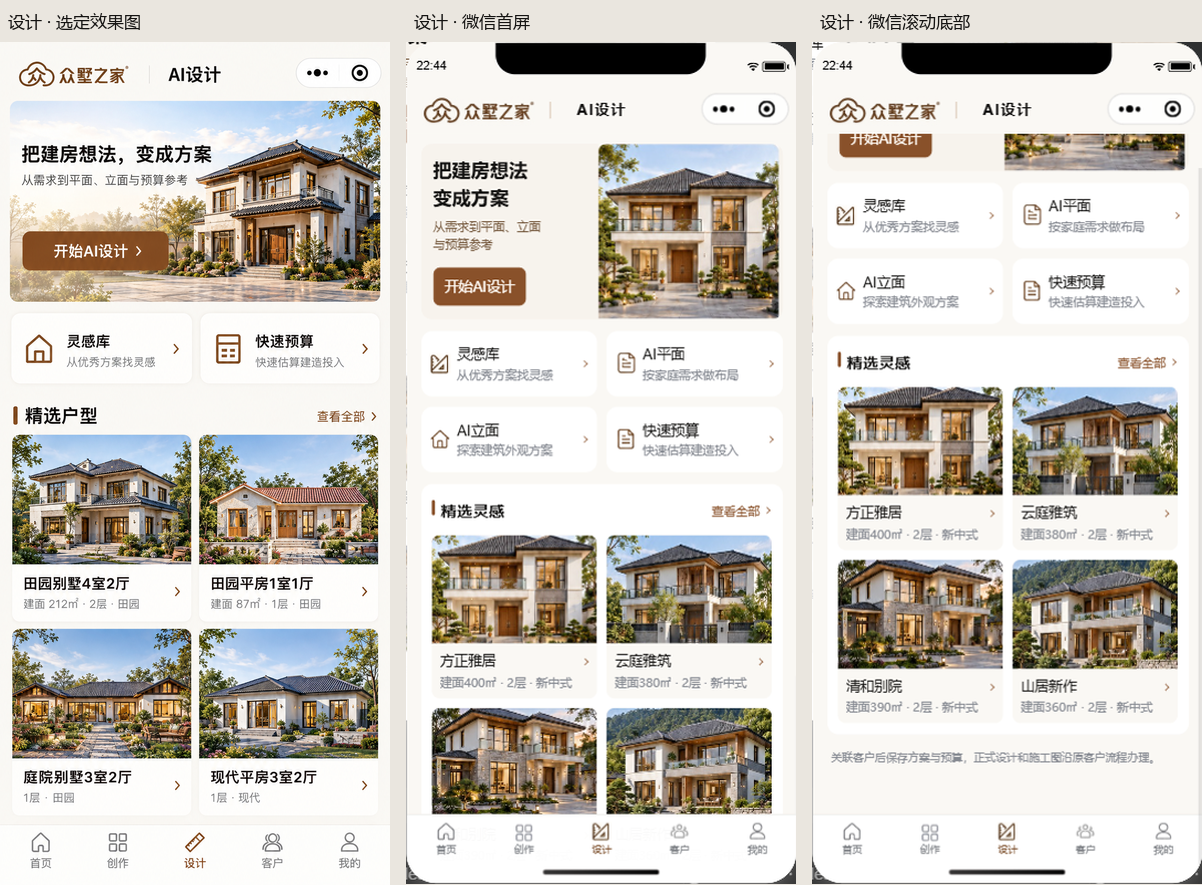 设计 · 选定效果图
众墅之家
AI设计
把建房想法，变成方案
从需求到平面、立面与预算参考
开始AI设计
灵感库
从优秀方案找灵感
快速预算
快速估算建造投入
精选户型
查看全部
田园别墅4室2厅
建面 212㎡ · 2层 · 田园
田园平房1室1厅
建面 87㎡ · 1层 · 田园
庭院别墅3室2厅
1层 · 田园
现代平房3室2厅
1层 · 现代
首页
创作
设计
客户
我的
设计 · 微信首屏
22:44
众墅之家
AI设计
把建房想法
变成方案
从需求到平面、立面
与预算参考
开始AI设计
灵感库
从优秀方案找灵感
AI平面
按家庭需求做布局
AI立面
探索建筑外观方案
快速预算
快速估算建造投入
精选灵感
查看全部
方正雅居
建面400㎡ · 2层 · 新中式
云庭雅筑
建面380㎡ · 2层 · 新中式
首页
创作
设计
客户
我的
设计 · 微信滚动底部
22:44
众墅之家
AI设计
开始AI设计
灵感库
从优秀方案找灵感
AI平面
按家庭需求做布局
AI立面
探索建筑外观方案
快速预算
快速估算建造投入
精选灵感
查看全部
方正雅居
建面400㎡ · 2层 · 新中式
云庭雅筑
建面380㎡ · 2层 · 新中式
清和别院
建面390㎡ · 2层 · 新中式
山居新作
建面360㎡ · 2层 · 新中式
关联客户后保存方案与预算，正式设计和施工图沿原客户流程办理。
首页
创作
设计
客户
我的